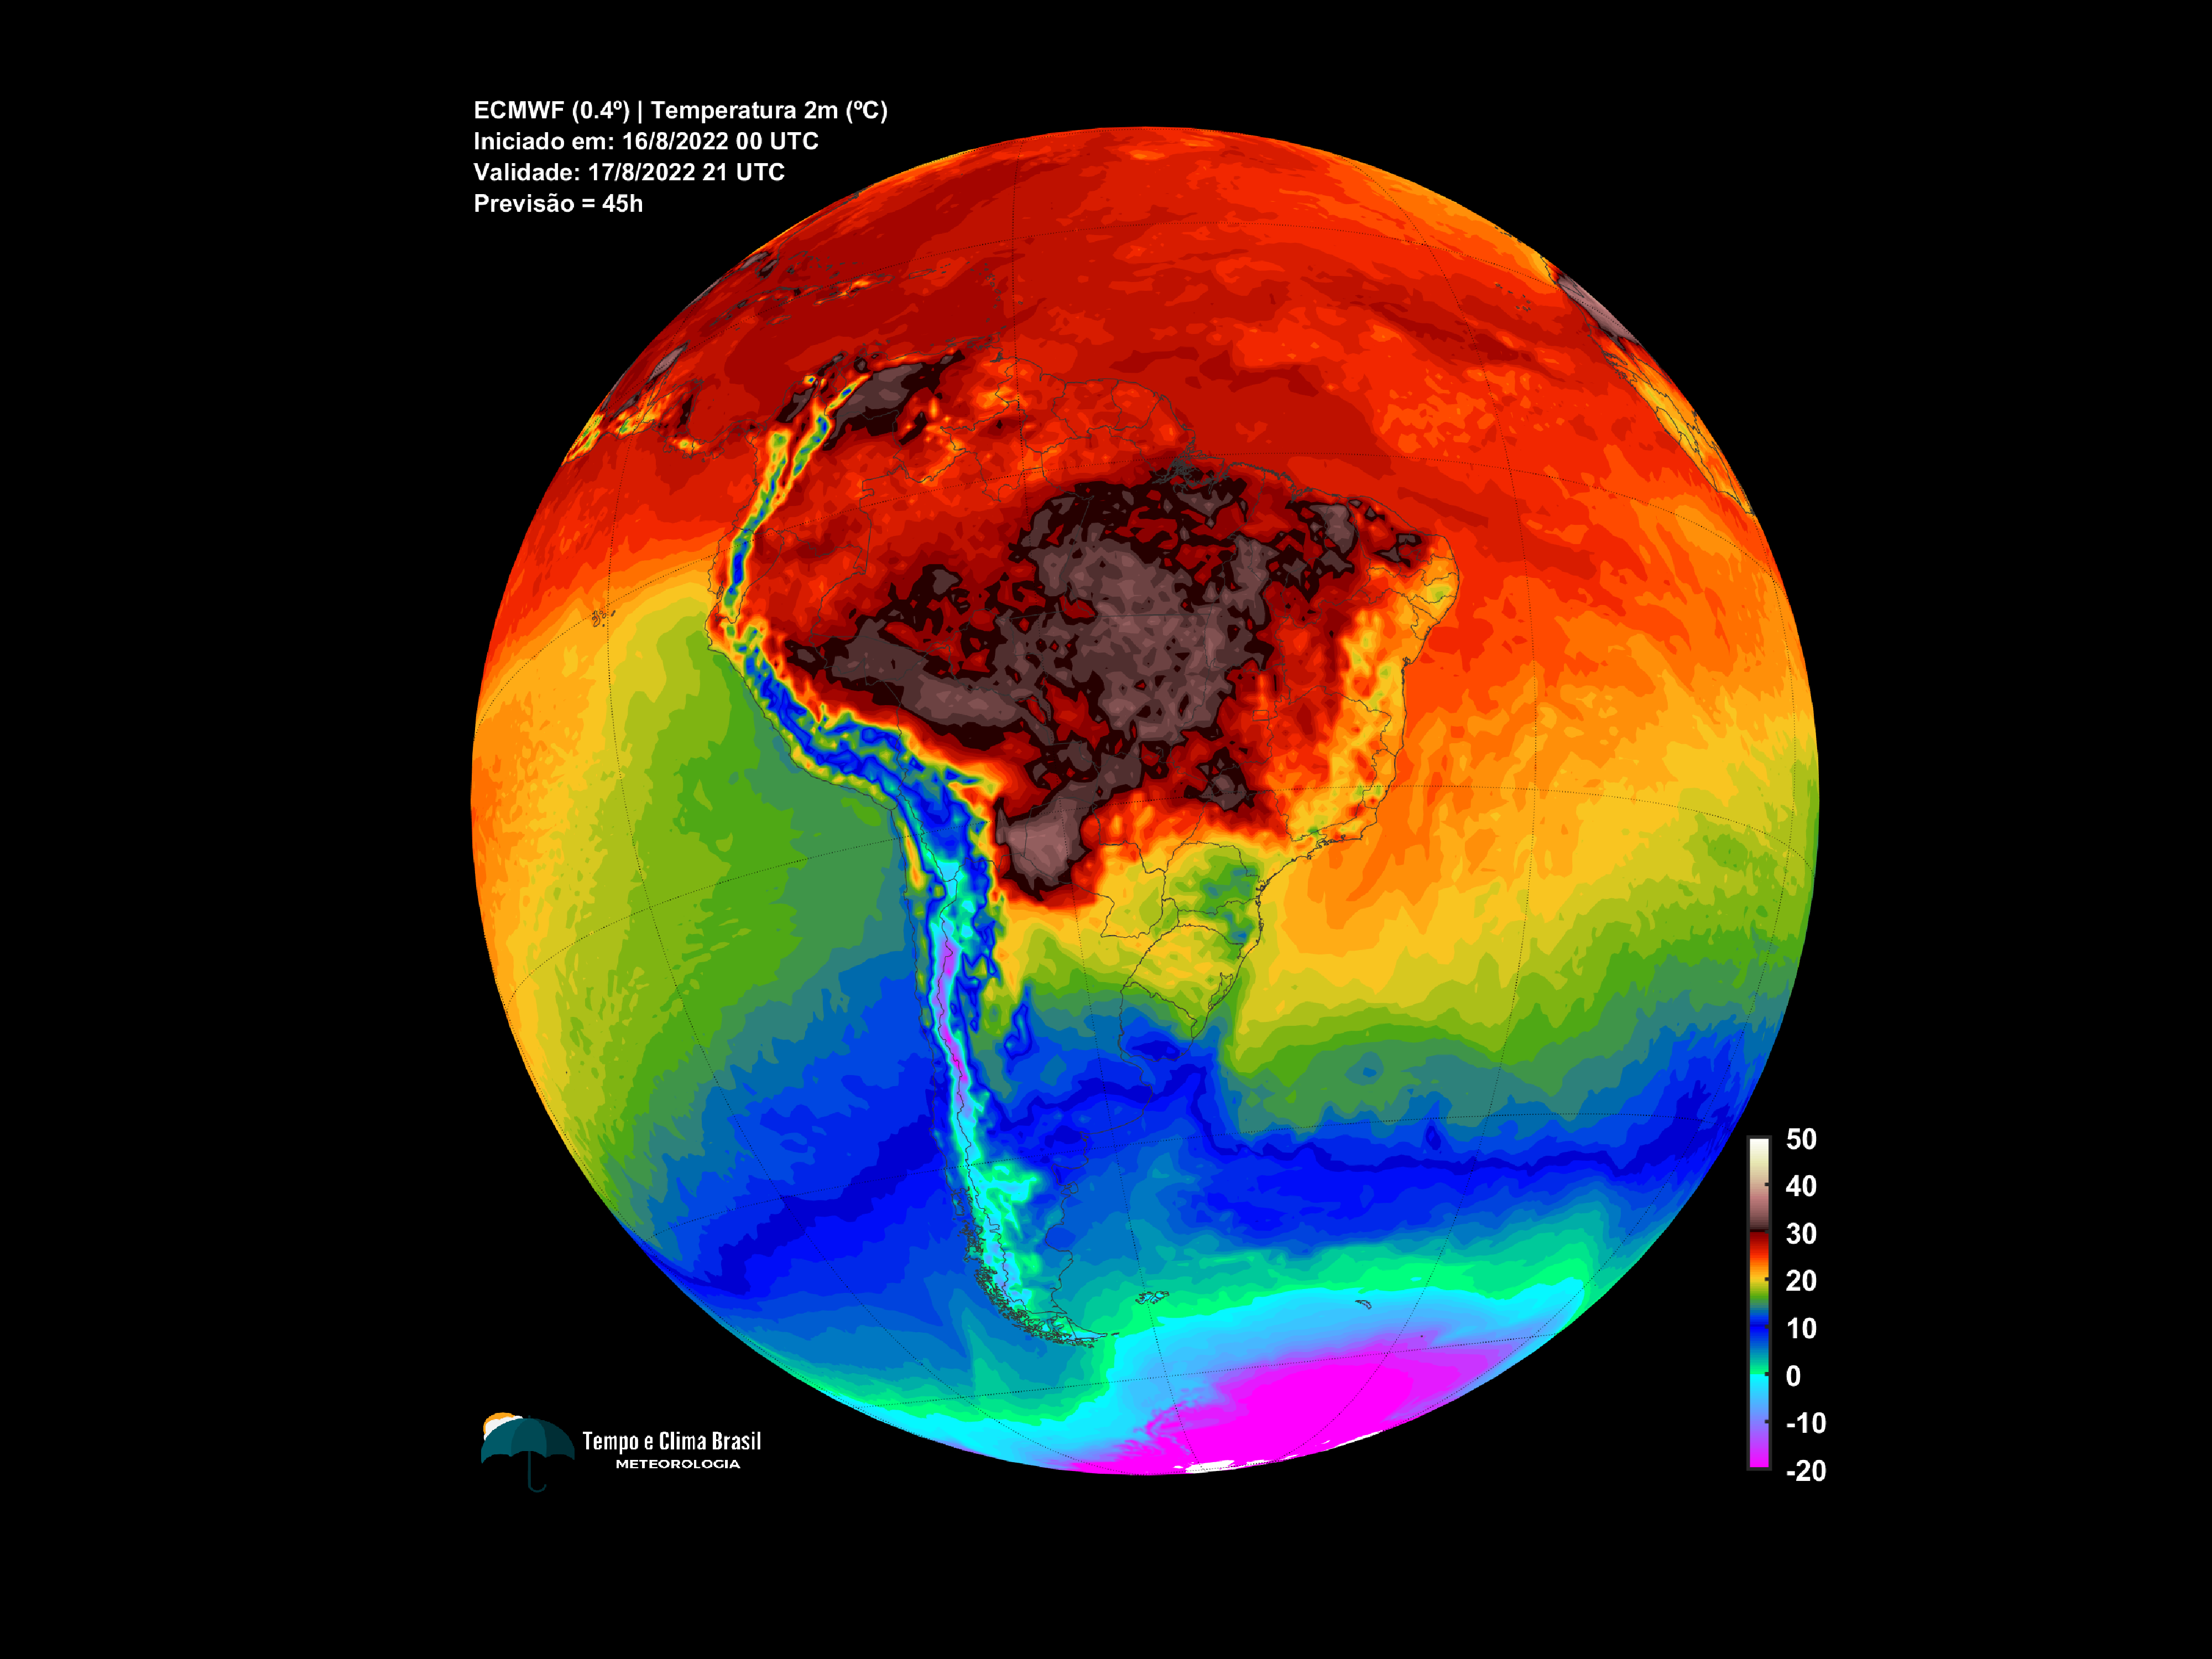 ECMWF (0.4º) | Temperatura 2m (ºC)
Iniciado em: 16/8/2022 00 UTC
Validade: 17/8/2022 21 UTC
Previsão = 45h
50
40
30
20
10
0
-10
-20
Tempo e Clima Brasil
METEOROLOGIA